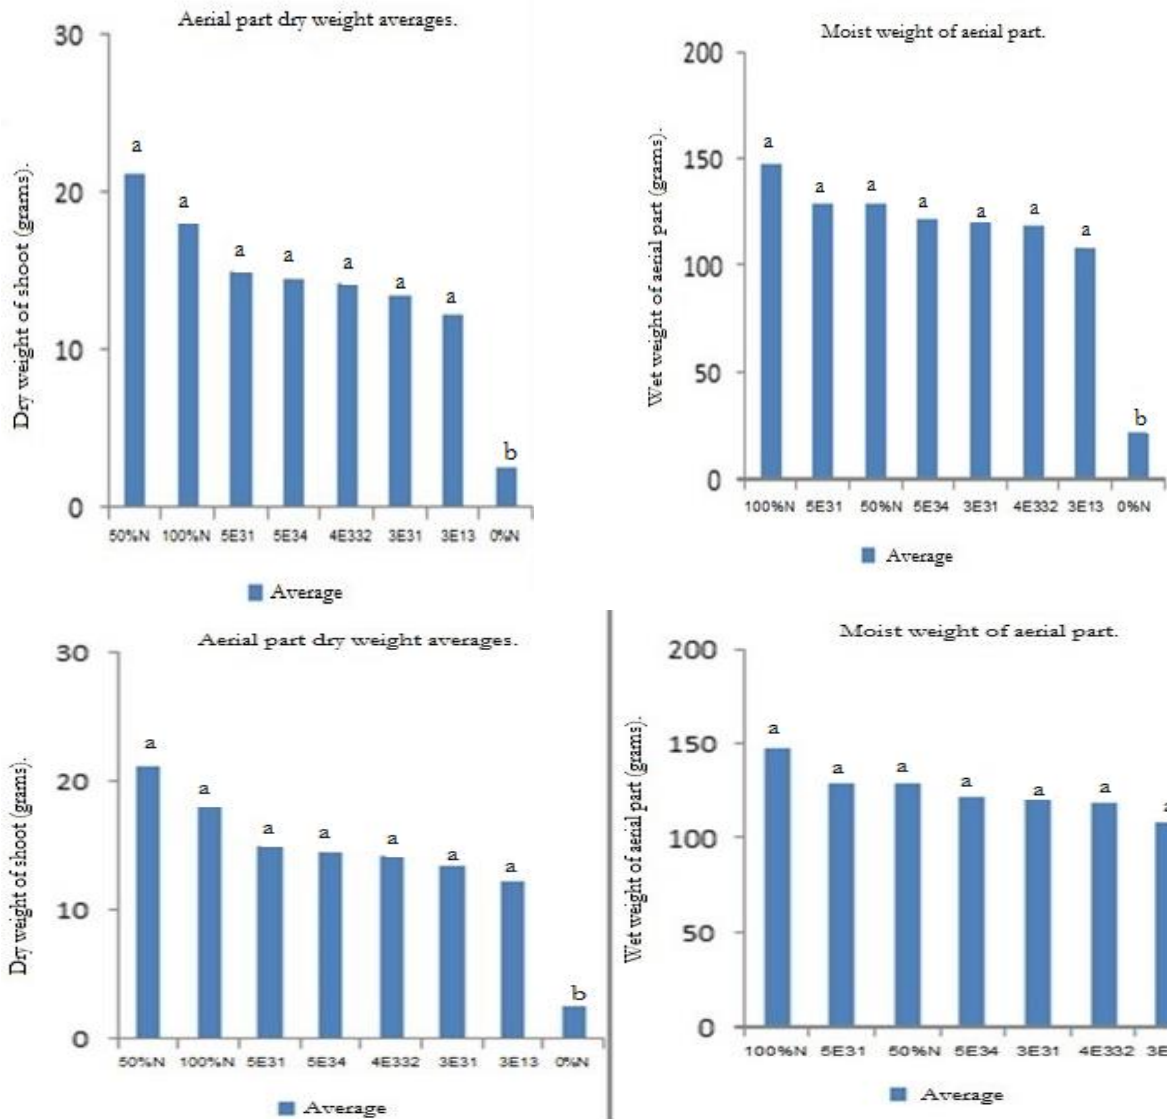 Aerial part dry weight averages.
30
20
10
0
Dry weight of shoot (grams).
a
a
a
a
a
a
a
b
50%N 100%N 5E31 5E34 4E332 3E31 3E13 0%N
Average
Moist weight of aerial part.
200
150
100
50
0
Wet weight of aerial part (grams).
a
a
a
a
a
a
a
b
100%N 5E31 50%N 5E34 3E31 4E332 3E13 0%N
Average
Aerial part dry weight averages.
30
20
10
0
Dry weight of shoot (grams).
a
a
a
a
a
a
a
b
50%N 100%N 5E31 5E34 4E332 3E31 3E13 0%N
Average
Moist weight of aerial part.
200
150
100
50
0
Wet weight of aerial part (grams).
a
a
a
a
a
a
100%N 5E31 50%N 5E34 3E31 4E332
Average